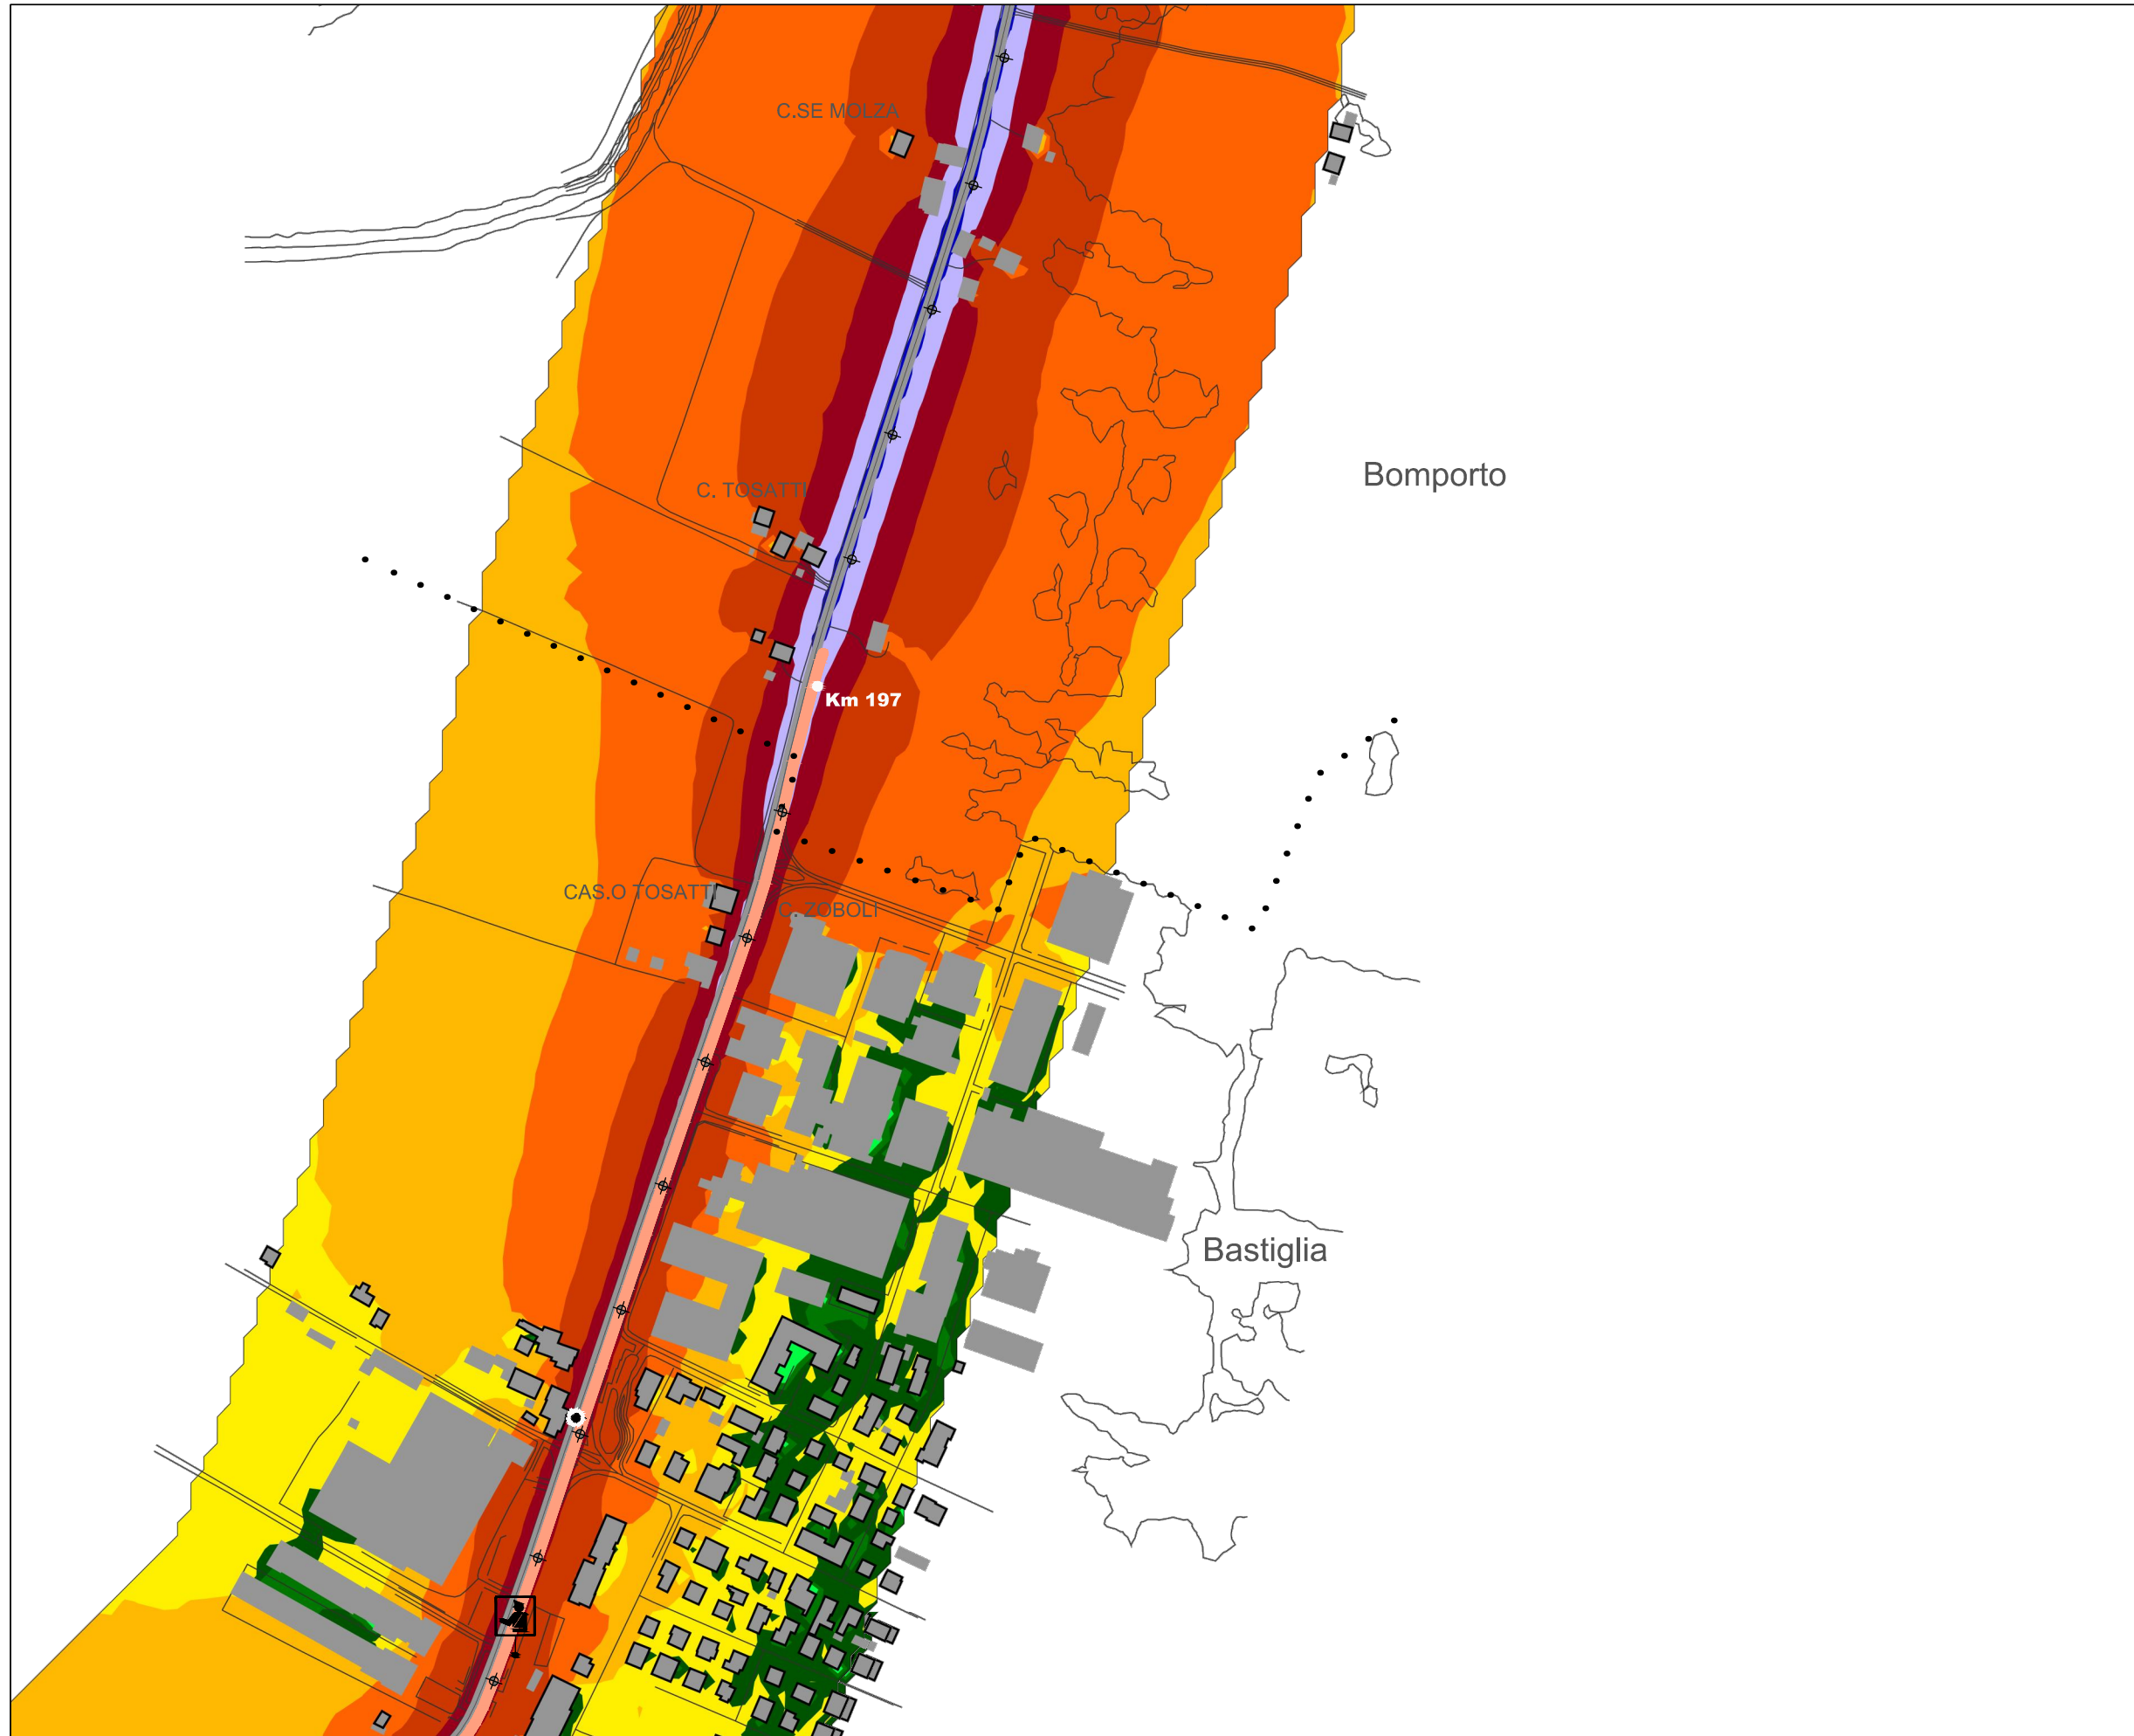 C.SE MOLZA
Bomporto
C. TOSATTI
Km 197
CAS.O TOSATTI
C. ZOBOLI
Bastiglia